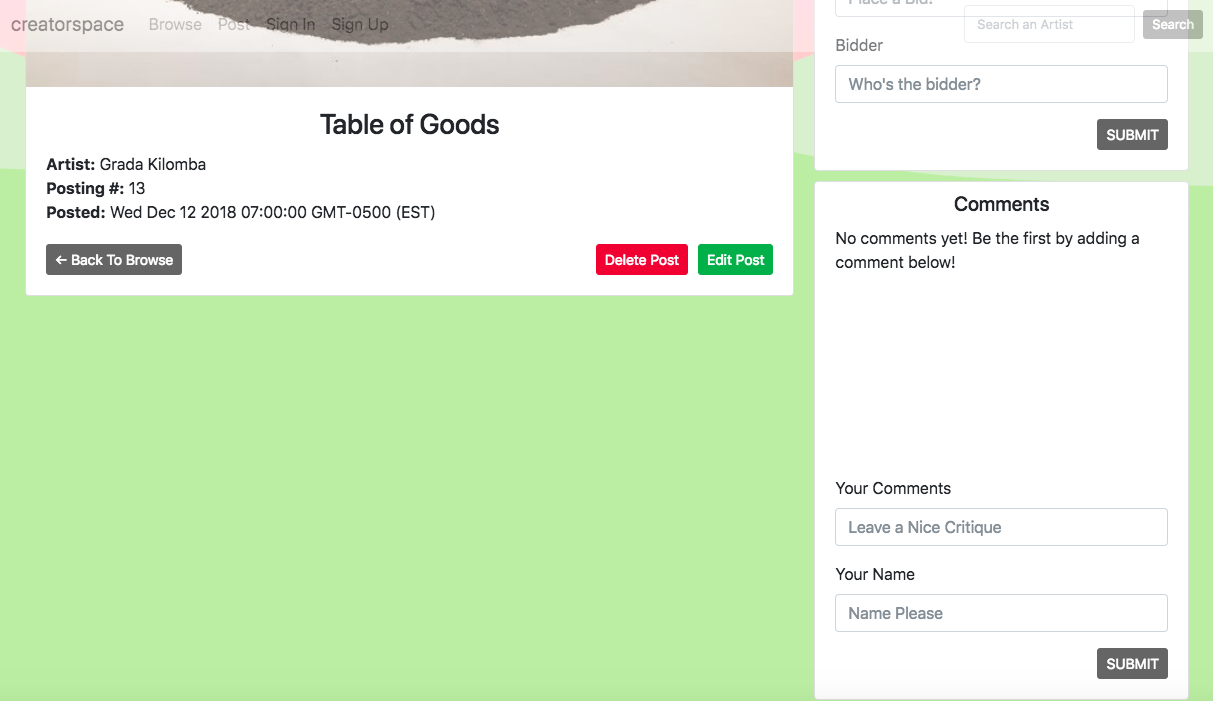 creatorspace Browse Post Sign In Sign Up Search an Artist Search
Table of Goods
Artist: Grada Kilomba
Posting #: 13
Posted: Wed Dec 12 2018 07:00:00 GMT-0500 (EST)
← Back To Browse Delete Post Edit Post
Place a Bid!
Bidder
Who's the bidder?
SUBMIT
Comments
No comments yet! Be the first by adding a
comment below!
Your Comments
Leave a Nice Critique
Your Name
Name Please
SUBMIT